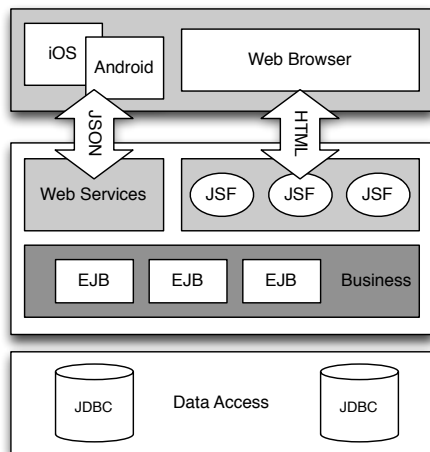 iOS
Android
Web Browser
JSON
HTML
Web Services
JSF
JSF
JSF
EJB
EJB
EJB
Business
JDBC
Data Access
JDBC